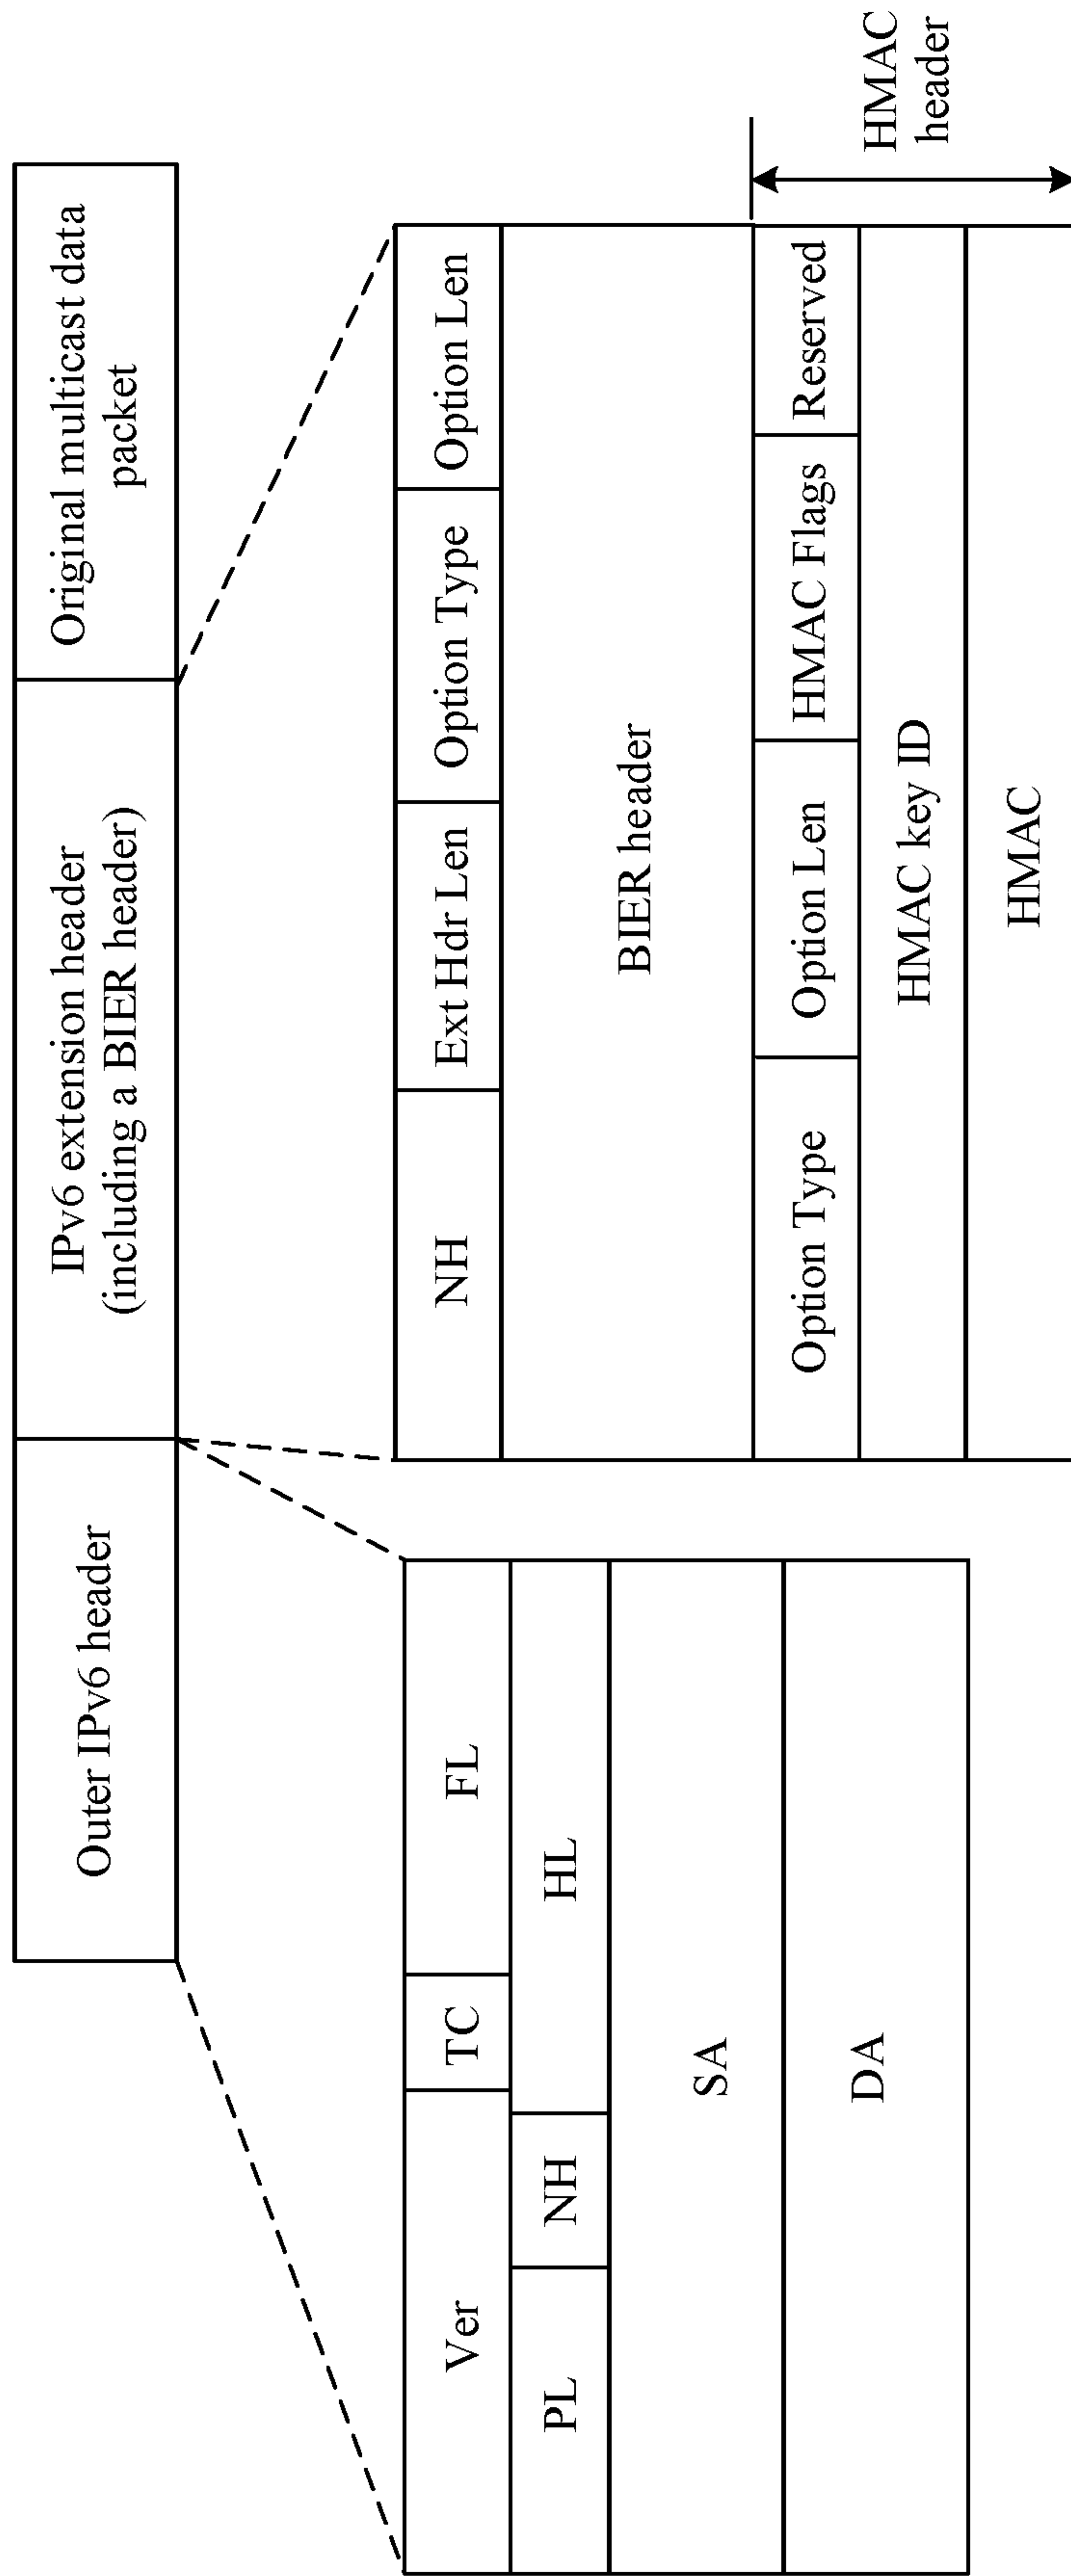 Outer IPv6 header
IPv6 extension header
(including a BIER header)
Original multicast data
packet
Ver
TC
FL
PL
NH
HL
SA
DA
NH
Ext Hdr Len
Option Type
Option Len
BIER header
Option Type
Option Len
HMAC Flags
Reserved
HMAC key ID
HMAC
HMAC
header